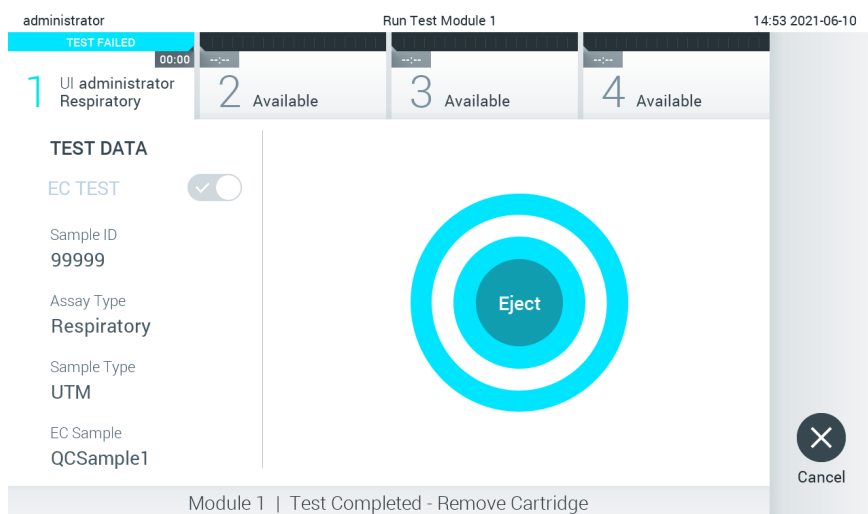 administrator
Run Test Module 1
14:53 2021-06-10
TEST FAILED
00:00
--:--
--:--
--:--
1
UI administrator
Respiratory
2 Available
3 Available
4 Available
TEST DATA
EC TEST
Sample ID
99999
Assay Type
Respiratory
Sample Type
UTM
EC Sample
QCSample1
Eject
Cancel
Module 1 | Test Completed - Remove Cartridge